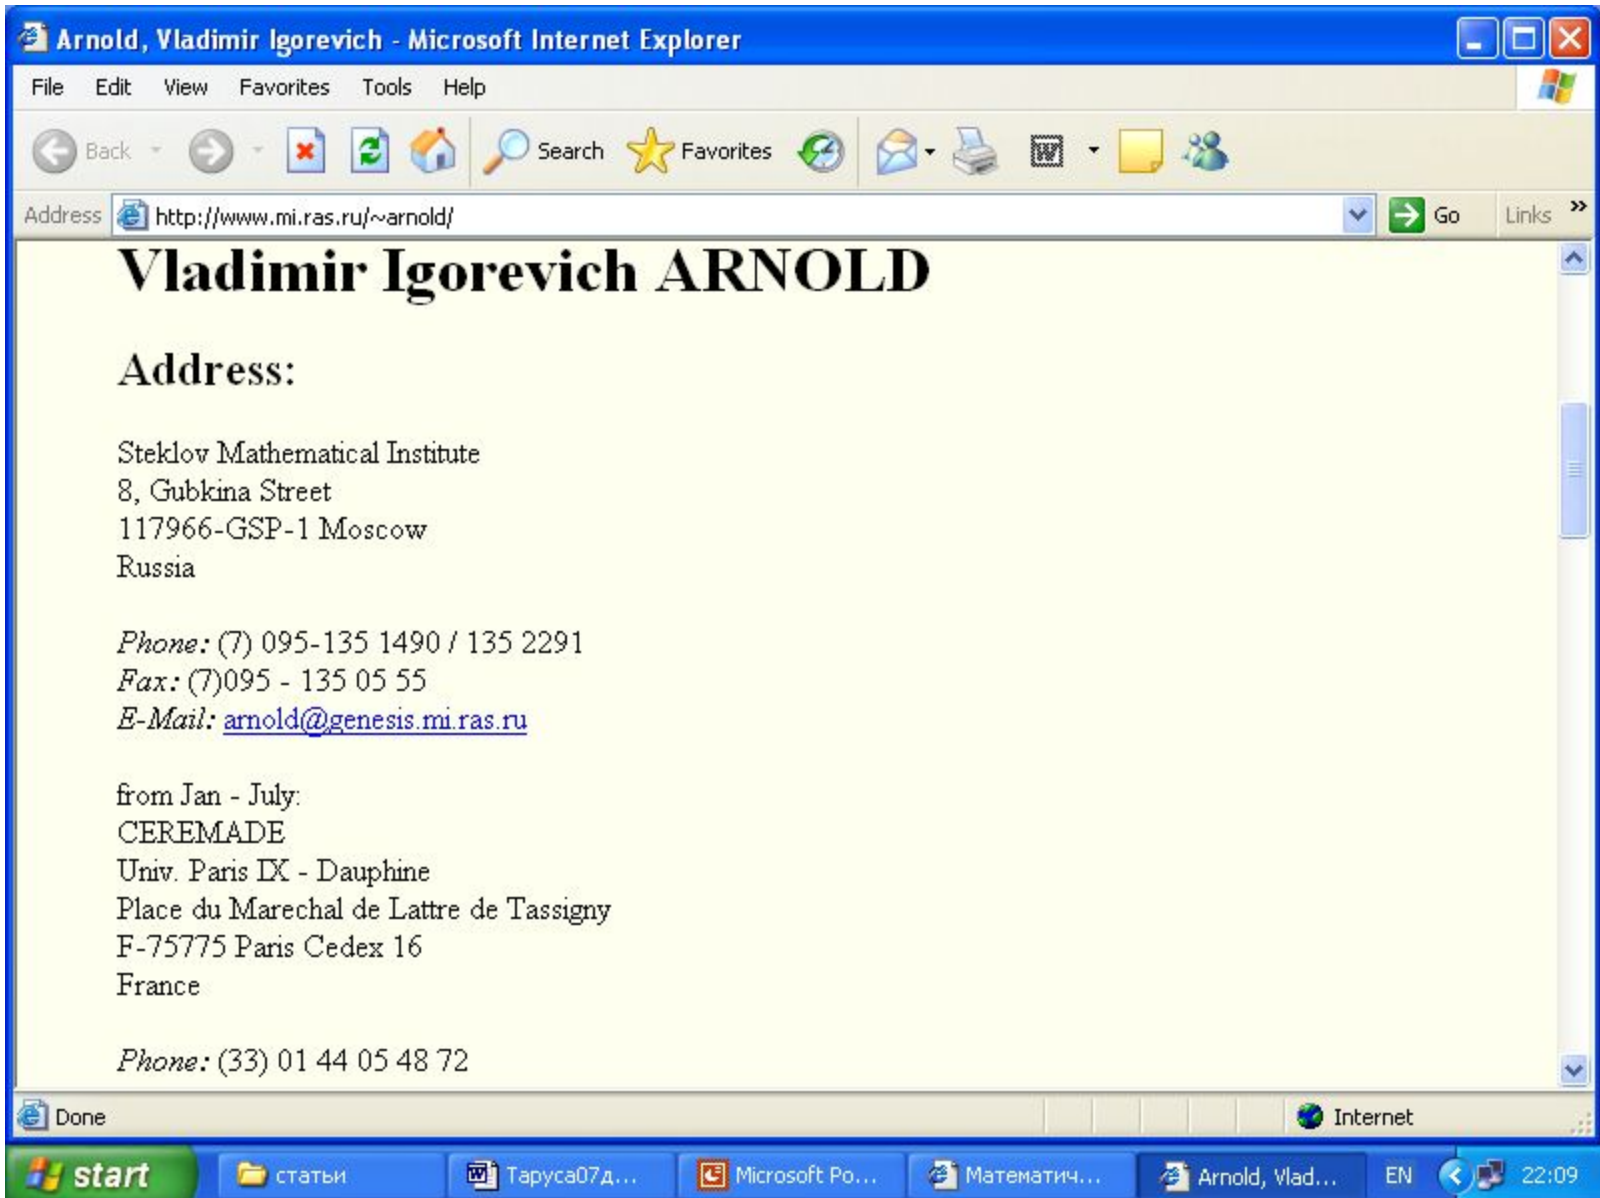 Arnold, Vladimir Igorevich - Microsoft Internet Explorer
File Edit View Favorites Tools Help
Back Search Favorites
Address http://www.mi.ras.ru/~arnold/ Go Links »
Vladimir Igorevich ARNOLD
Address:
Steklov Mathematical Institute
8, Gubkina Street
117966-GSP-1 Moscow
Russia
Phone: (7) 095-135 1490 / 135 2291
Fax: (7)095 - 135 05 55
E-Mail: arnold@genesis.mi.ras.ru
from Jan - July:
CEREMADE
Univ. Paris IX - Dauphine
Place du Marechal de Lattre de Tassigny
F-75775 Paris Cedex 16
France
Phone: (33) 01 44 05 48 72
Done Internet
start статьи Таруса07д... Microsoft Po... Математич... Arnold, Vlad... EN 22:09